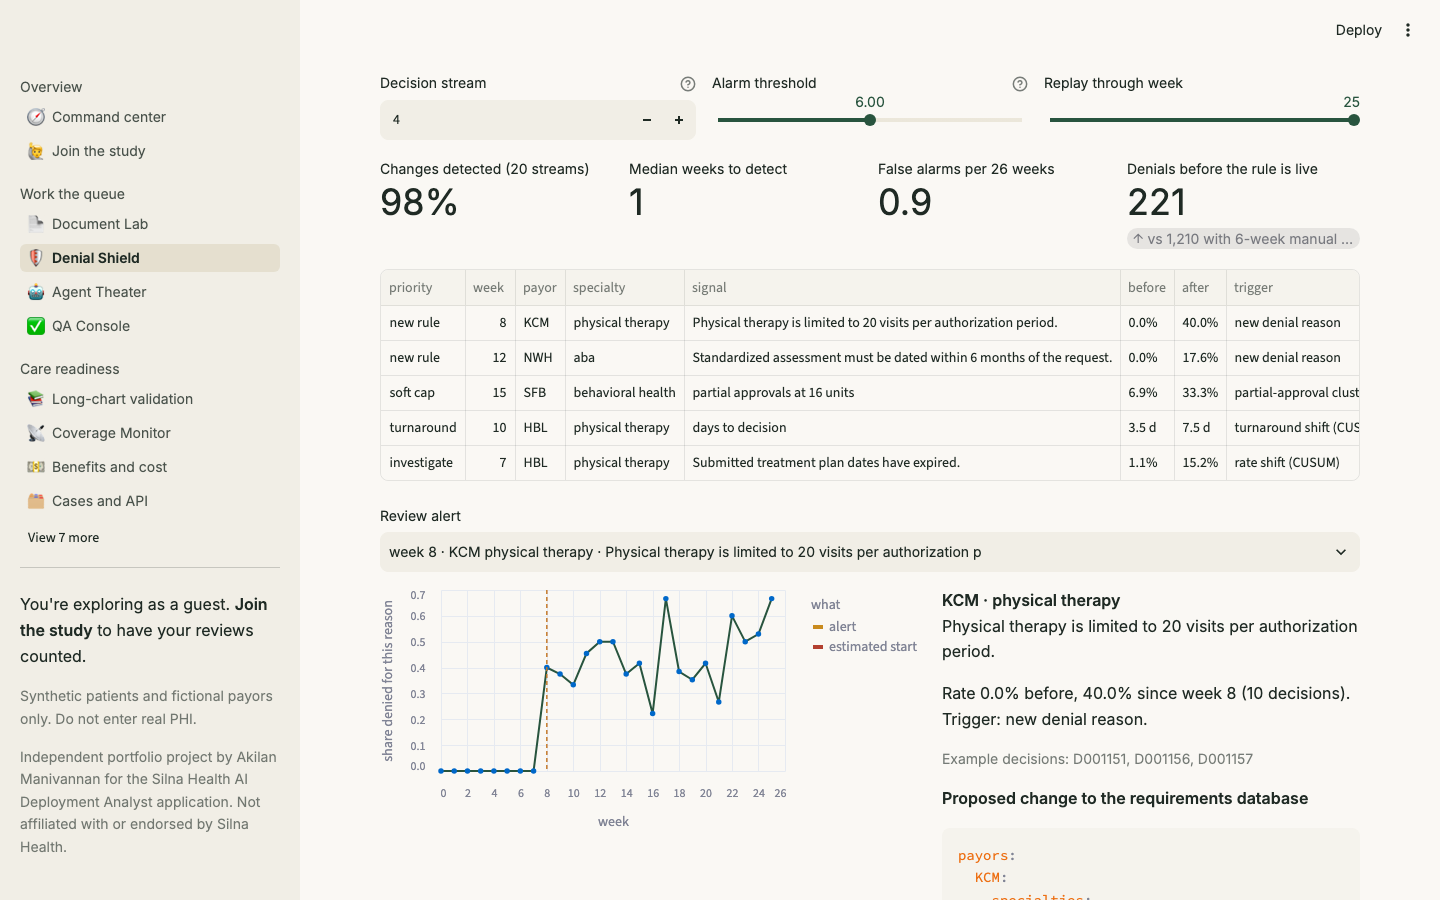 Deploy
Overview
Command center
Join the study
Work the queue
Document Lab
Denial Shield
Agent Theater
QA Console
Care readiness
Long-chart validation
Coverage Monitor
Benefits and cost
Cases and API
View 7 more
You're exploring as a guest. Join
the study to have your reviews
counted.
Synthetic patients and fictional payors
only. Do not enter real PHI.
Independent portfolio project by Akilan
Manivannan for the Silna Health AI
Deployment Analyst application. Not
affiliated with or endorsed by Silna
Health.
Decision stream
4
Alarm threshold
6.00
Replay through week
25
Changes detected (20 streams)
98%
Median weeks to detect
1
False alarms per 26 weeks
0.9
Denials before the rule is live
221
↑ vs 1,210 with 6-week manual ...
priority week payor specialty signal before after trigger
new rule 8 KCM physical therapy Physical therapy is limited to 20 visits per authorization period. 0.0% 40.0% new denial reason
new rule 12 NWH aba Standardized assessment must be dated within 6 months of the request. 0.0% 17.6% new denial reason
soft cap 15 SFB behavioral health partial approvals at 16 units 6.9% 33.3% partial-approval clust
turnaround 10 HBL physical therapy days to decision 3.5 d 7.5 d turnaround shift (CUS
investigate 7 HBL physical therapy Submitted treatment plan dates have expired. 1.1% 15.2% rate shift (CUSUM)
Review alert
week 8 · KCM physical therapy · Physical therapy is limited to 20 visits per authorization p
share denied for this reason
0.7
0.6
0.5
0.4
0.3
0.2
0.1
0.0
0 2 4 6 8 10 12 14 16 18 20 22 24 26
week
what
alert
estimated start
KCM · physical therapy
Physical therapy is limited to 20 visits per authorization
period.
Rate 0.0% before, 40.0% since week 8 (10 decisions).
Trigger: new denial reason.
Example decisions: D001151, D001156, D001157
Proposed change to the requirements database
payors:
KCM:
specialties: